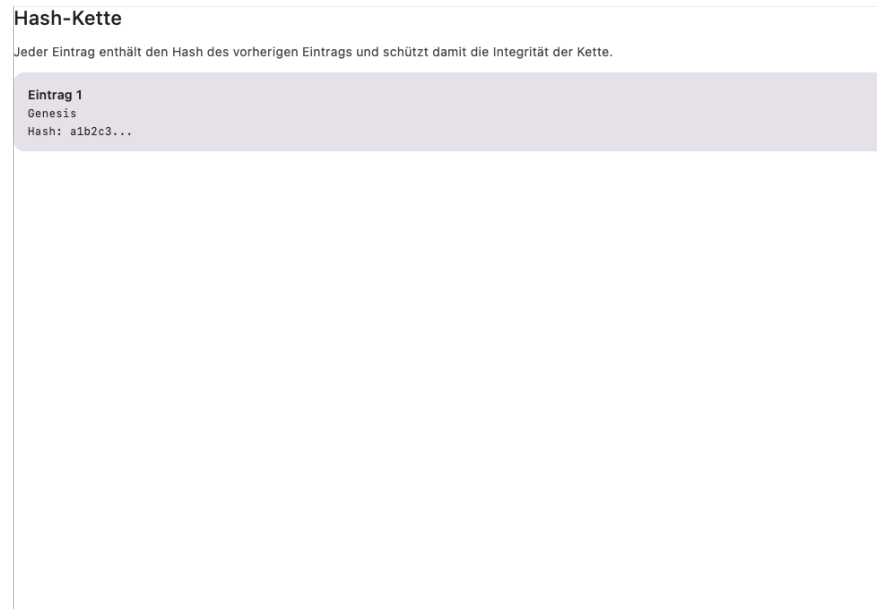 Hash-Kette
Jeder Eintrag enthält den Hash des vorherigen Eintrags und schützt damit die Integrität der Kette.
Eintrag 1
Genesis
Hash: a1b2c3...